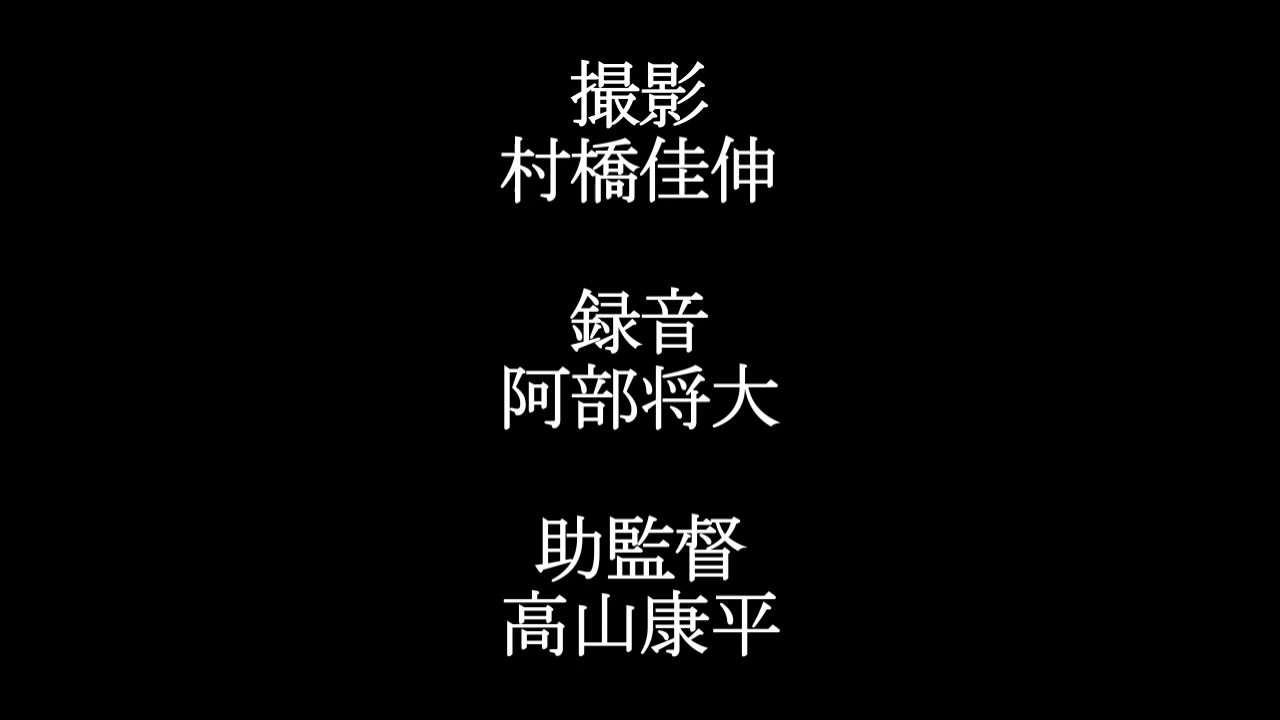 撮影
村橋佳伸
録音
阿部将大
助監督
高山康平